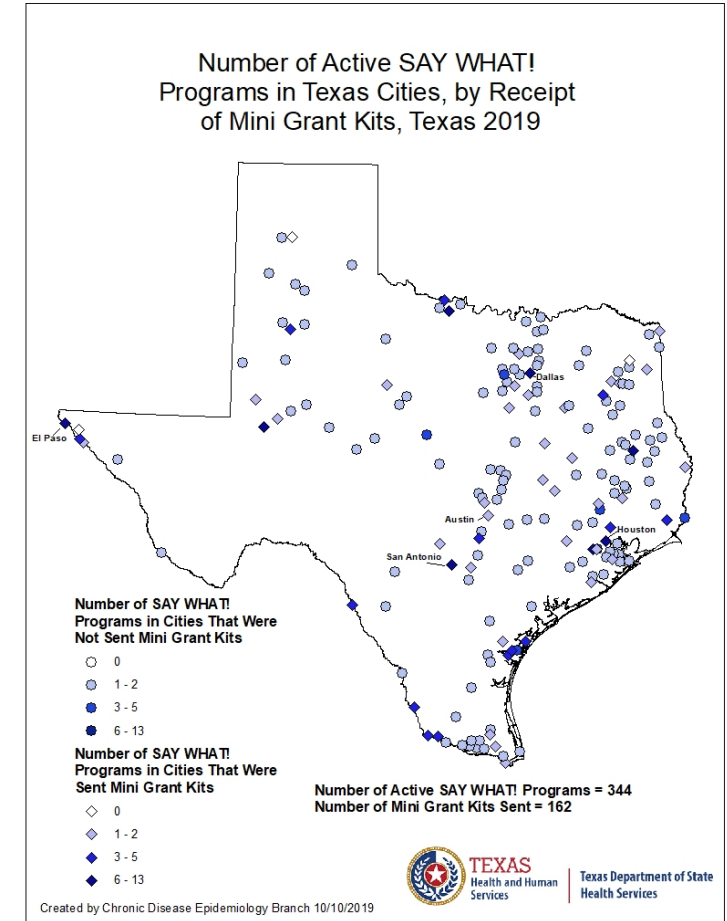 Number of Active SAY WHAT!
Programs in Texas Cities, by Receipt
of Mini Grant Kits, Texas 2019
Dallas
El Paso
Austin
Houston
San Antonio
Number of SAY WHAT!
Programs in Cities That Were
Not Sent Mini Grant Kits
0
1 - 2
3 - 5
6 - 13
Number of SAY WHAT!
Programs in Cities That Were
Sent Mini Grant Kits
0
1 - 2
3 - 5
6 - 13
Number of Active SAY WHAT! Programs = 344
Number of Mini Grant Kits Sent = 162
TEXAS
Health and Human
Services
Texas Department of State
Health Services
Created by Chronic Disease Epidemiology Branch 10/10/2019